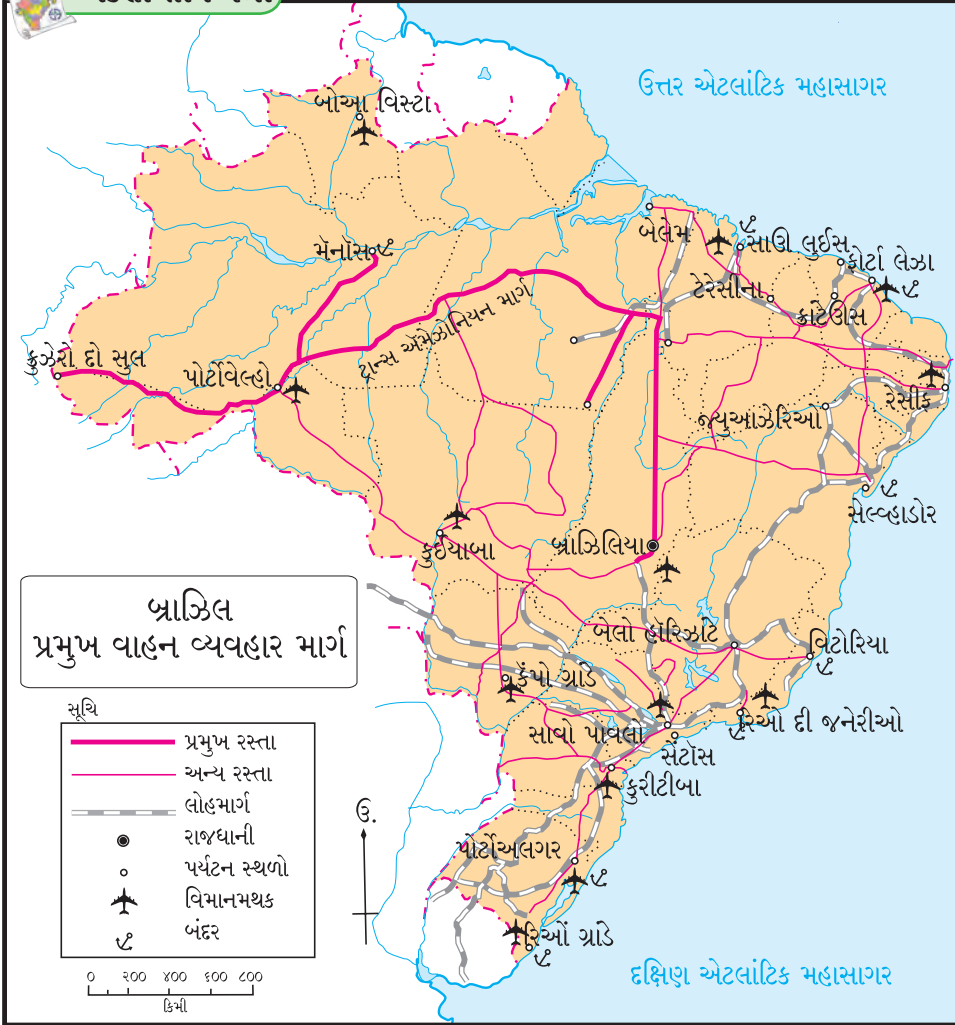 ઉત્તર એટલાંટિક મહાસાગર
બોઆ વિસ્ટા
બેલેમ
મૅનૉસ
સાઊ લુઈસ
ફોર્ટા લેઝા
ટેરેસીના
ક્રાટેઊસ
ટ્રાન્સ ઍમેઝોનિયન માર્ગ
ક્રુઝેરો દો સુલ
પોર્ટોવેલ્હો
રેસીફ
જ્યુઆઝેરિઓ
સેલ્વ્હાડોર
કુઈયાબા
બ્રાઝિલિયા
બ્રાઝિલ
પ્રમુખ વાહન વ્યવહાર માર્ગ
બેલો હૉરિઝાંટે
વિટોરિયા
કૅંપો ગ્રાંડે
સાવો પાવલો
રિઓ દી જનેરીઓ
સેંટૉસ
કુરીટીબા
પોર્ટોઅલગર
રિઓં ગ્રાંડે
સૂચિ
પ્રમુખ રસ્તા
અન્ય રસ્તા
લોહમાર્ગ
રાજધાની
પર્યટન સ્થળો
વિમાનમથક
બંદર
ઉ.
૦ ૨૦૦ ૪૦૦ ૬૦૦ ૮૦૦
કિમી
દક્ષિણ એટલાંટિક મહાસાગર